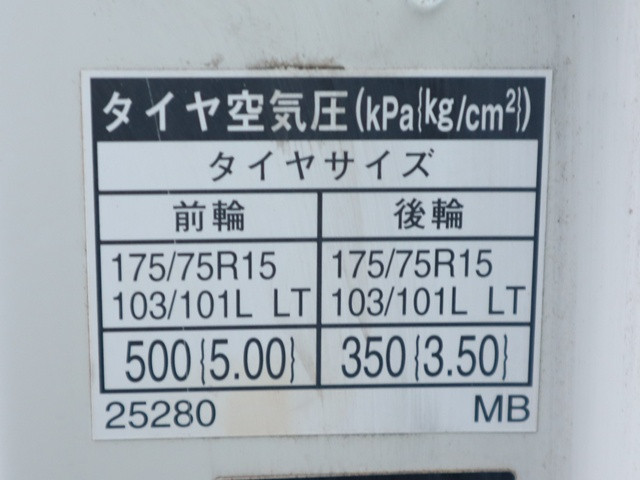 タイヤ空気圧(kPa{kg/cm²})
タイヤサイズ
前輪 後輪
175/75R15 175/75R15
103/101L LT 103/101L LT
500{5.00} 350{3.50}
25280 MB